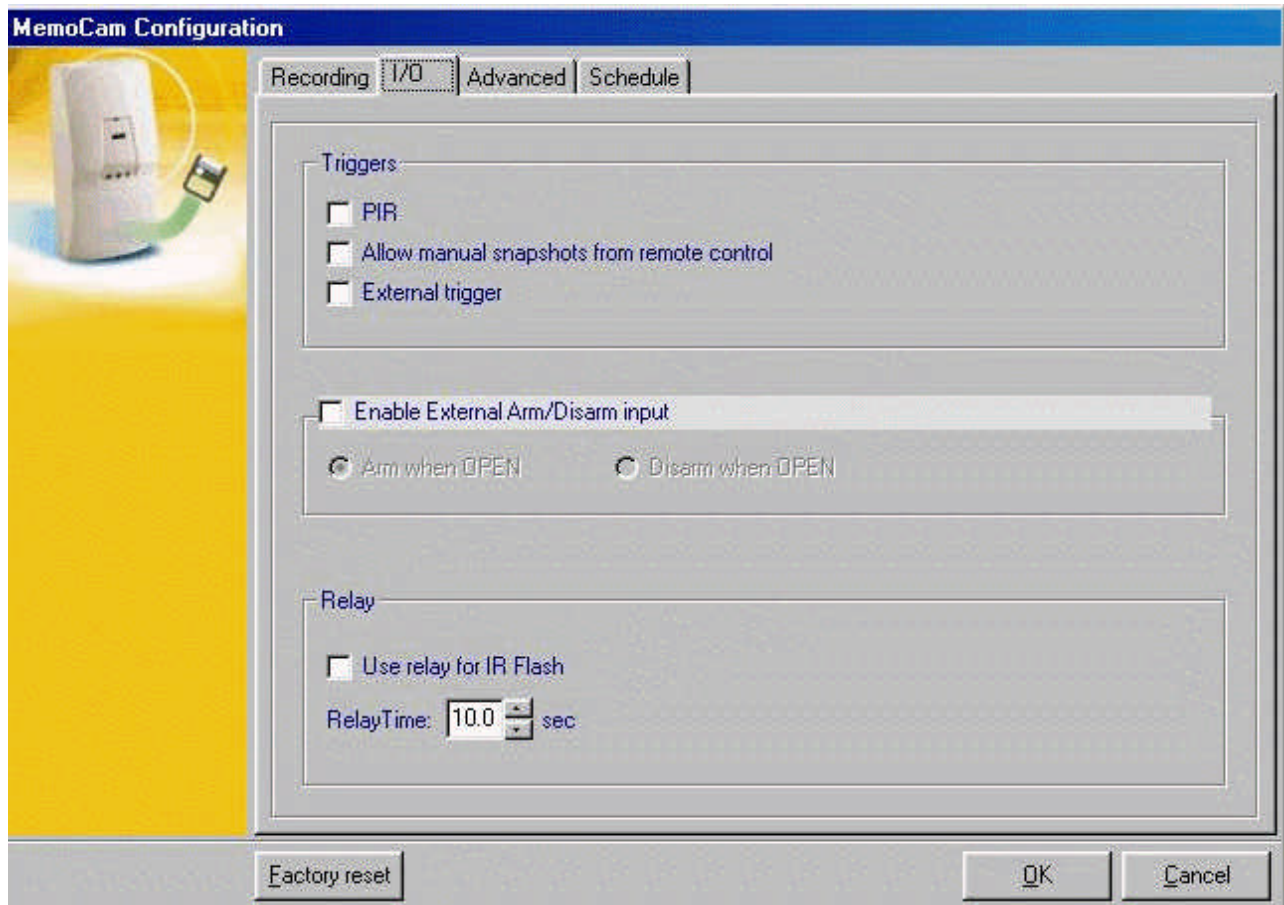 MemoCam Configuration
Recording I/O Advanced Schedule
Triggers
PIR
Allow manual snapshots from remote control
External trigger
Enable External Arm/Disarm input
Arm when OPEN Disarm when OPEN
Relay
Use relay for IR Flash
RelayTime: 10.0 sec
Factory reset OK Cancel